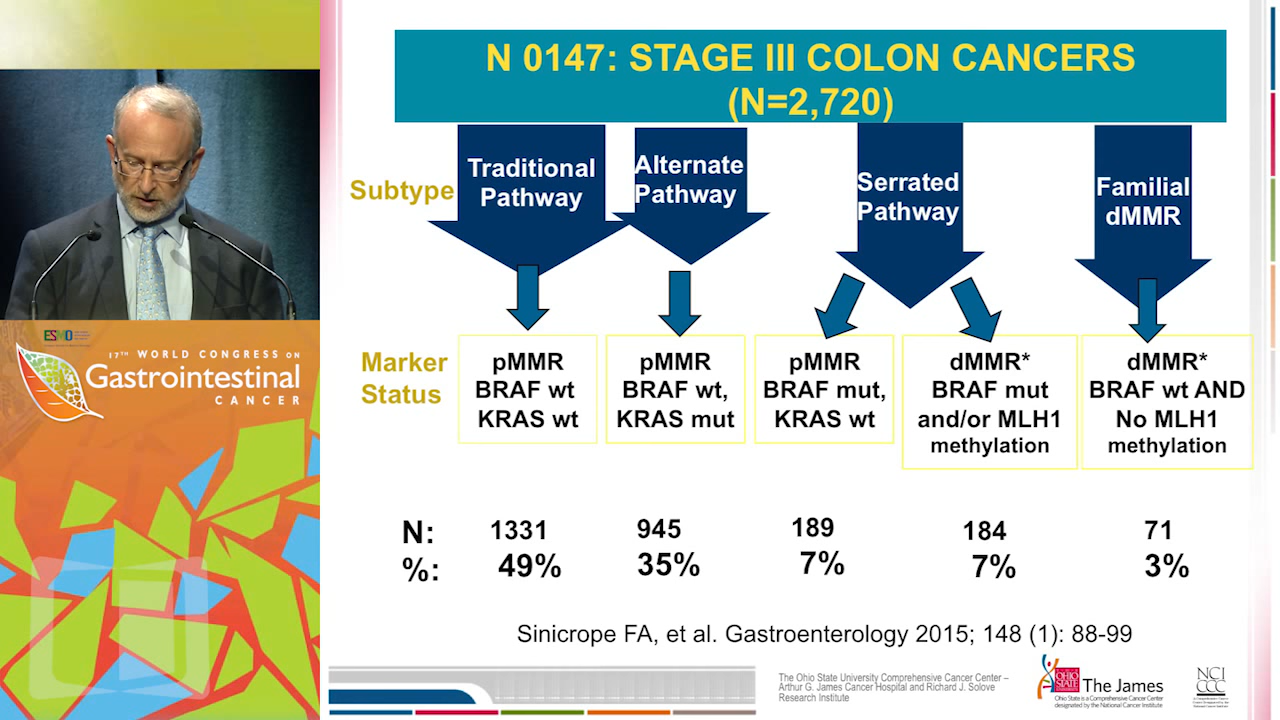 N 0147: STAGE III COLON CANCERS
(N=2,720)
Subtype
Traditional
Pathway
Alternate
Pathway
Serrated
Pathway
Familial
dMMR
Marker
Status
pMMR
BRAF wt
KRAS wt
pMMR
BRAF wt,
KRAS mut
pMMR
BRAF mut,
KRAS wt
dMMR*
BRAF mut
and/or MLH1
methylation
dMMR*
BRAF wt AND
No MLH1
methylation
N: 1331 945 189 184 71
%: 49% 35% 7% 7% 3%
Sinicrope FA, et al. Gastroenterology 2015; 148 (1): 88-99
The Ohio State University Comprehensive Cancer Center –
Arthur G. James Cancer Hospital and Richard J. Solove
Research Institute
THE
OHIO
STATE
UNIVERSITY
The James
Ohio State is a Comprehensive Cancer Center
designated by the National Cancer Institute
NCI
CCC
ESMO
17TH WORLD CONGRESS ON
Gastrointestinal
CANCER